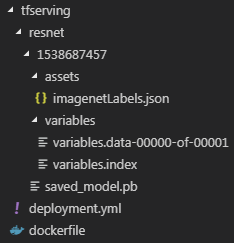 tfserving
resnet
1538687457
assets
imagenetLabels.json
variables
variables.data-00000-of-00001
variables.index
saved_model.pb
deployment.yml
dockerfile